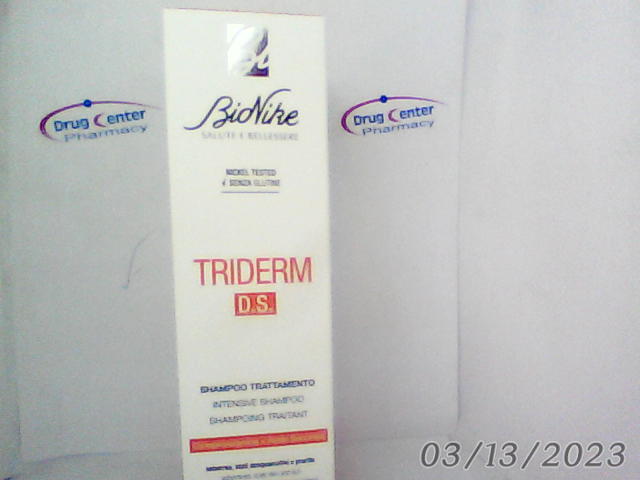 BioNike
SALUTE E BELLESSERE
Drug Center
Pharmacy
Drug Center
Pharmacy
NICKEL TESTED
SENZA GLUTINE
TRIDERM
D.S.
SHAMPOO TRATTAMENTO
INTENSIVE SHAMPOO
SHAMPOING TRAITANT
03/13/2023